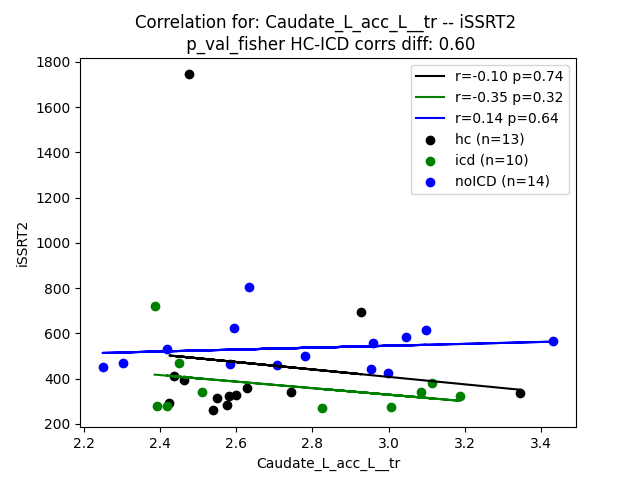 Correlation for: Caudate_L_acc_L__tr -- iSSRT2
p_val_fisher HC-ICD corrs diff: 0.60
1800
1600
1400
1200
1000
800
600
400
200
iSSRT2
r=-0.10 p=0.74
r=-0.35 p=0.32
r=0.14 p=0.64
hc (n=13)
icd (n=10)
noICD (n=14)
2.2 2.4 2.6 2.8 3.0 3.2 3.4
Caudate_L_acc_L__tr